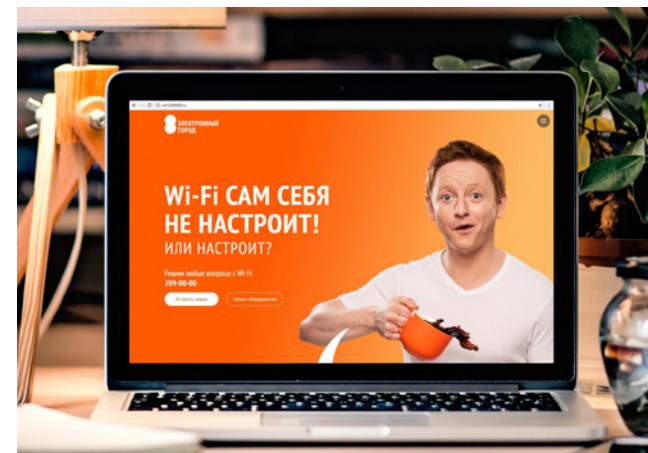 ЭЛЕКТРОННЫЙ
ГОРОД
Wi-Fi САМ СЕБЯ
НЕ НАСТРОИТ!
ИЛИ НАСТРОИТ?
Решим любые вопросы с Wi-Fi
209-00-00
Оставить заявку
Купить оборудование